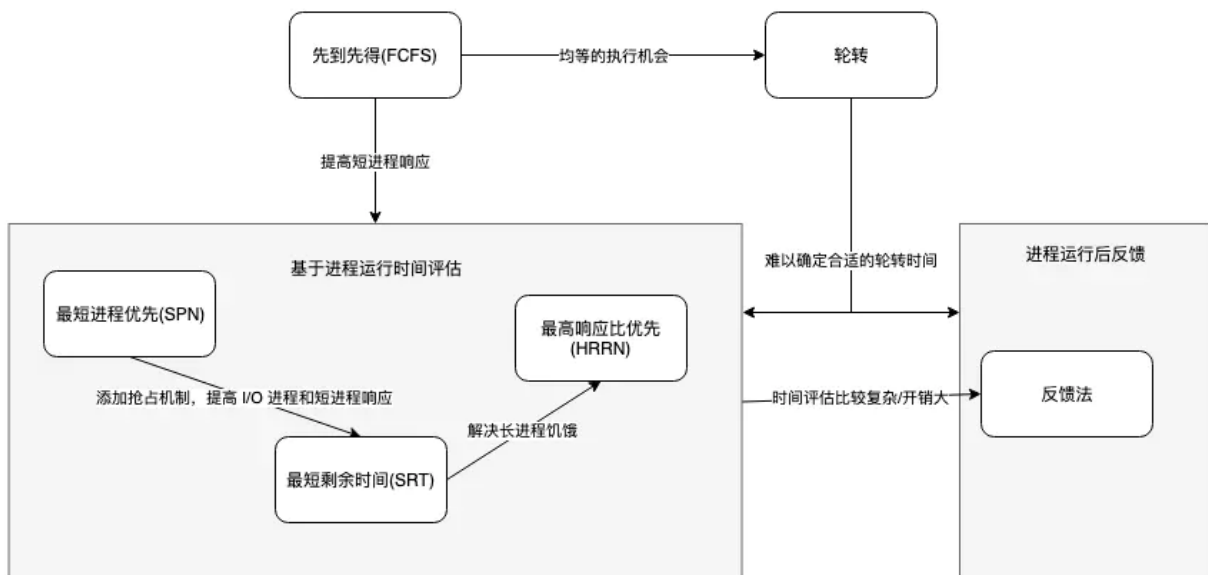 先到先得(FCFS)
均等的执行机会
轮转
提高短进程响应
基于进程运行时间评估
难以确定合适的轮转时间
进程运行后反馈
最短进程优先(SPN)
最高响应比优先
(HRRN)
添加抢占机制，提高 I/O 进程和短进程响应
时间评估比较复杂/开销大
反馈法
解决长进程饥饿
最短剩余时间(SRT)